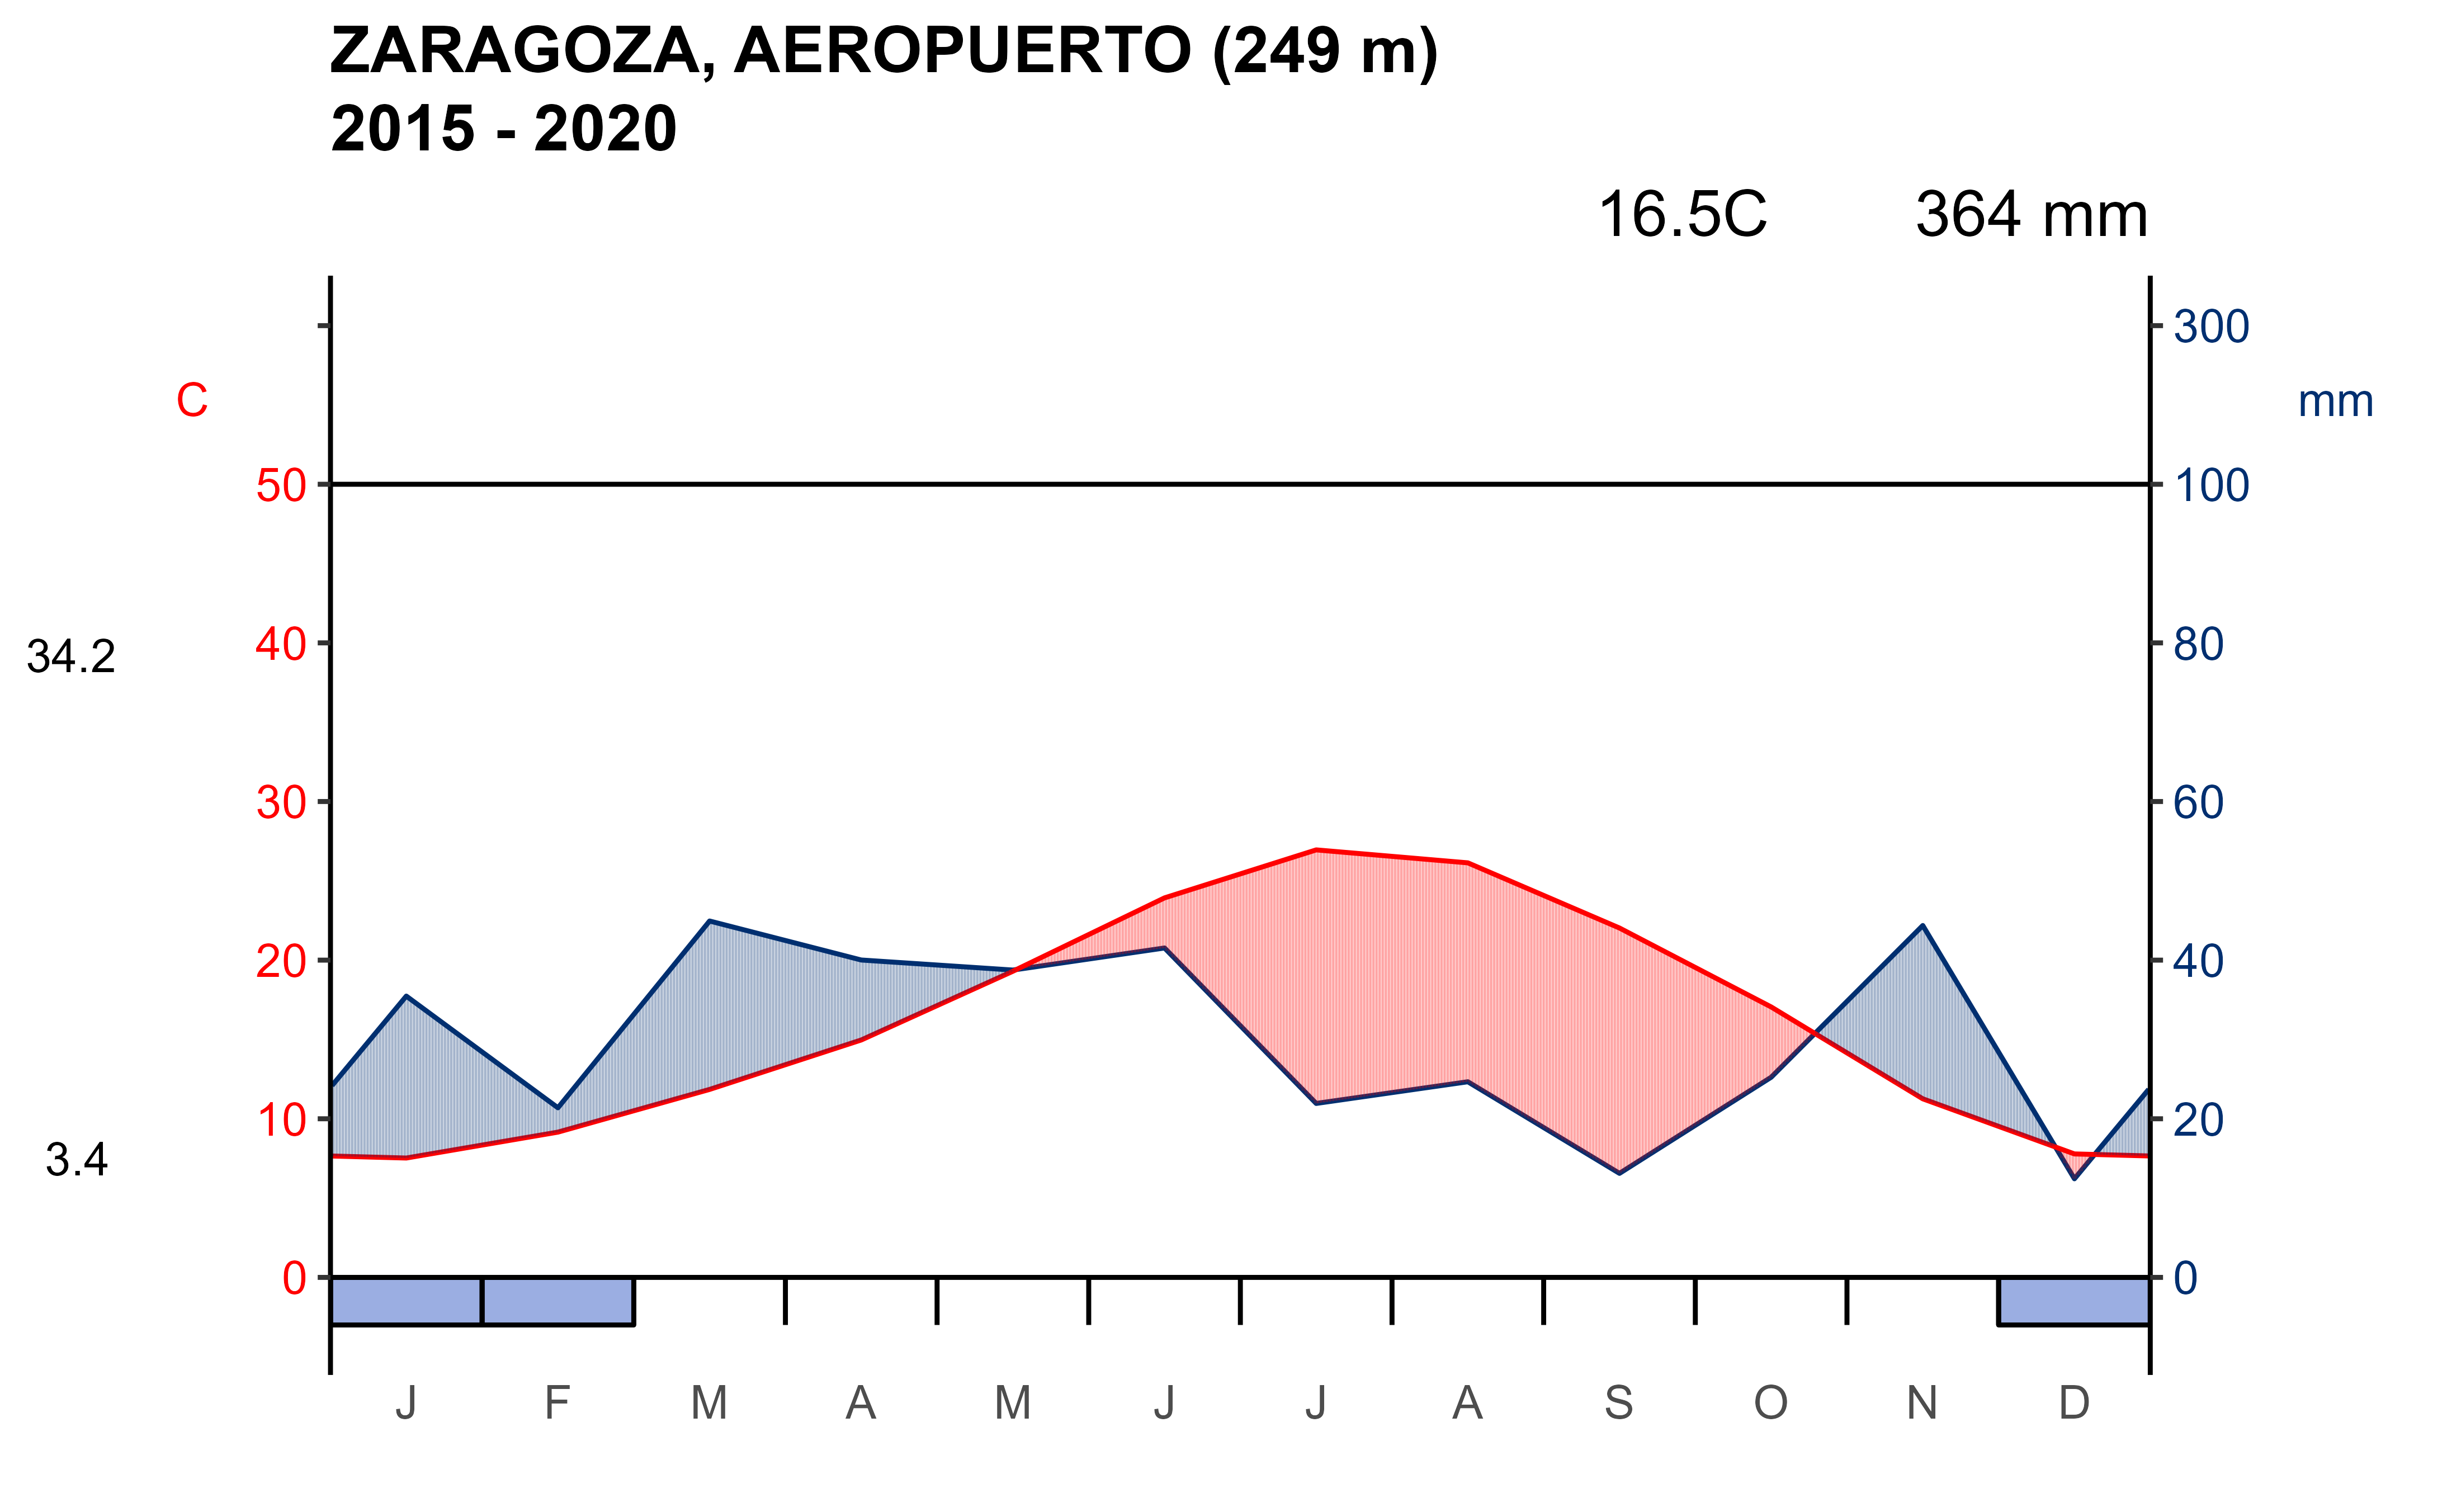 ZARAGOZA, AEROPUERTO (249 m)
2015 - 2020
16.5C 364 mm
300
C mm
50 100
34.2 40 80
30 60
20 40
3.4 10 20
0 0
J F M A M J J A S O N D